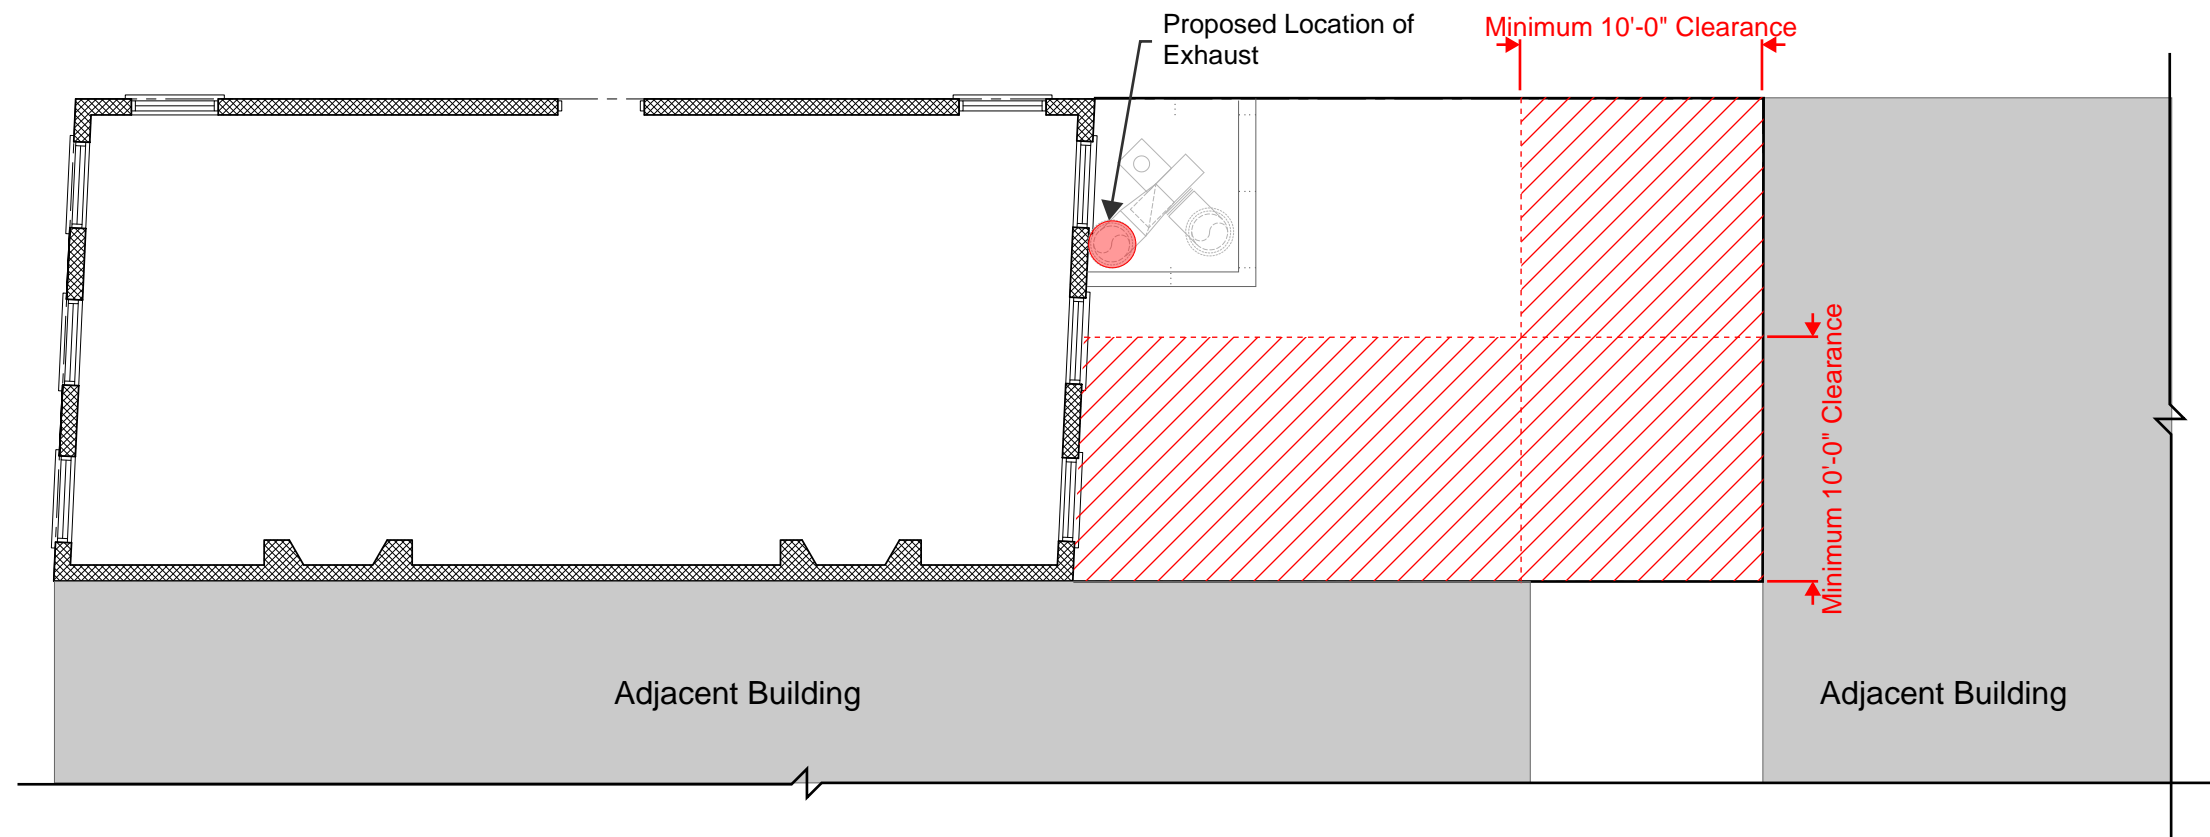 Proposed Location of
Exhaust
Minimum 10'-0" Clearance
Minimum 10'-0" Clearance
Adjacent Building
Adjacent Building